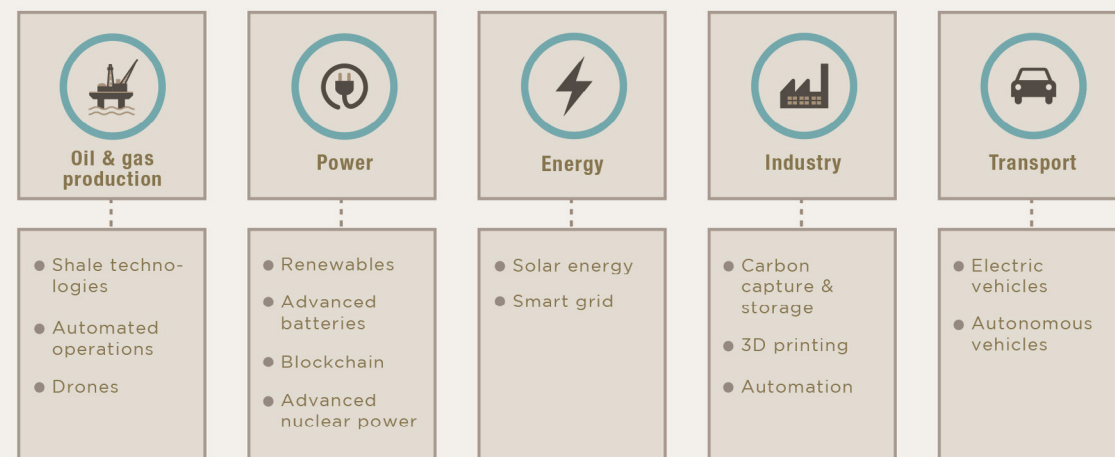 Oil & gas
production
Power
Energy
Industry
Transport
Shale techno-
logies
Automated
operations
Drones
Renewables
Advanced
batteries
Blockchain
Advanced
nuclear power
Solar energy
Smart grid
Carbon
capture &
storage
3D printing
Automation
Electric
vehicles
Autonomous
vehicles